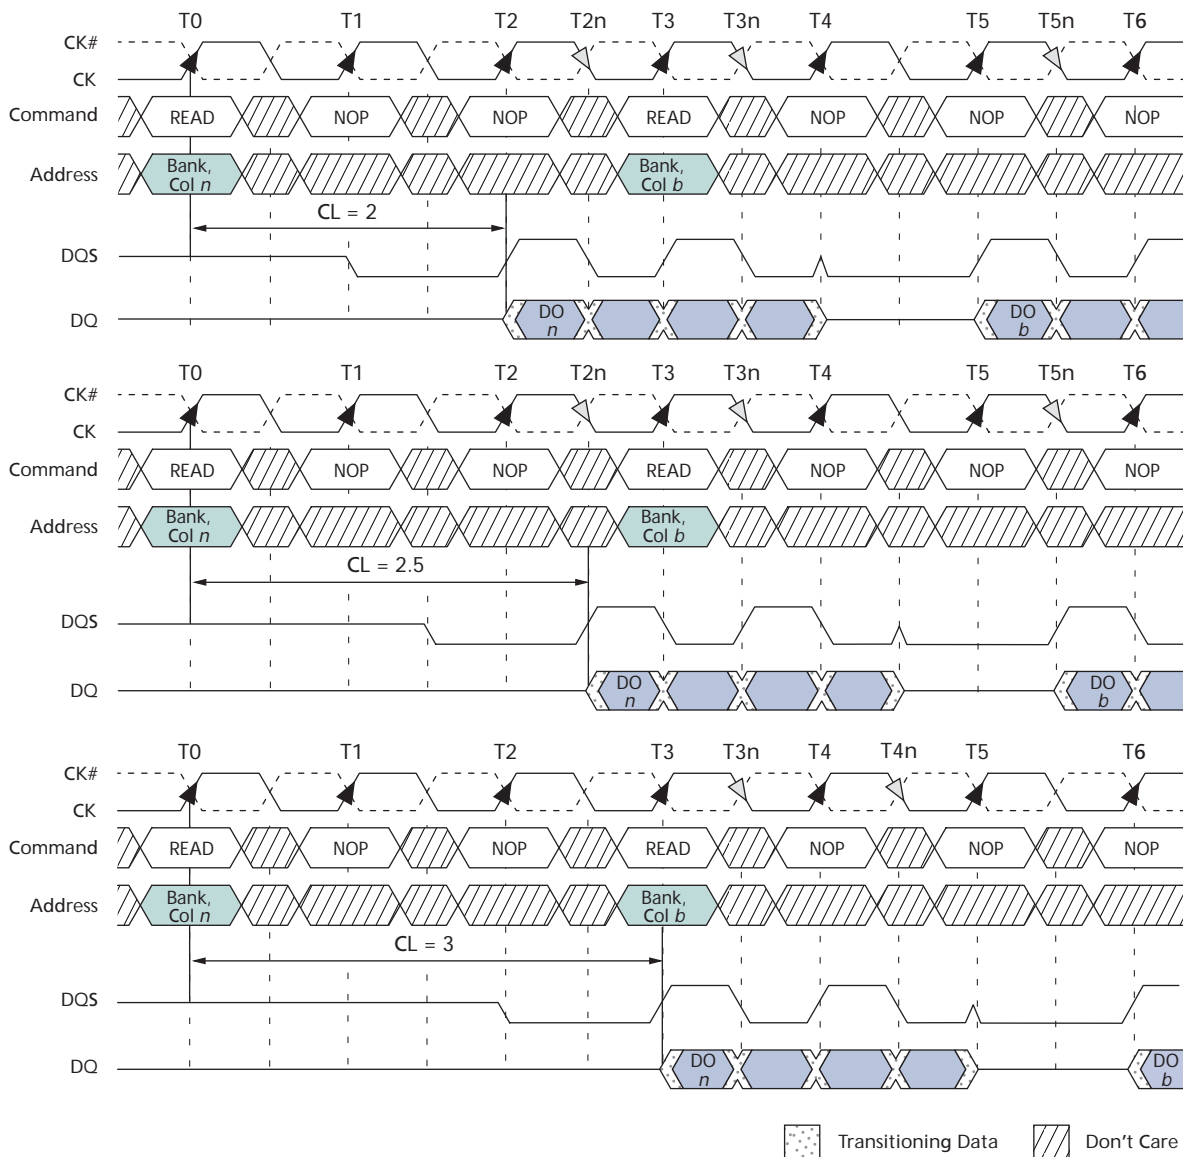 T0 T1 T2 T2n T3 T3n T4 T5 T5n T6
CK#
CK
Command READ NOP NOP READ NOP NOP NOP
Address Bank, Col n Bank, Col b
CL = 2
DQS
DQ DO n DO b
T0 T1 T2 T2n T3 T3n T4 T5 T5n T6
CK#
CK
Command READ NOP NOP READ NOP NOP NOP
Address Bank, Col n Bank, Col b
CL = 2.5
DQS
DQ DO n DO b
T0 T1 T2 T3 T3n T4 T4n T5 T6
CK#
CK
Command READ NOP NOP READ NOP NOP NOP
Address Bank, Col n Bank, Col b
CL = 3
DQS
DQ DO n DO b
Transitioning Data Don't Care